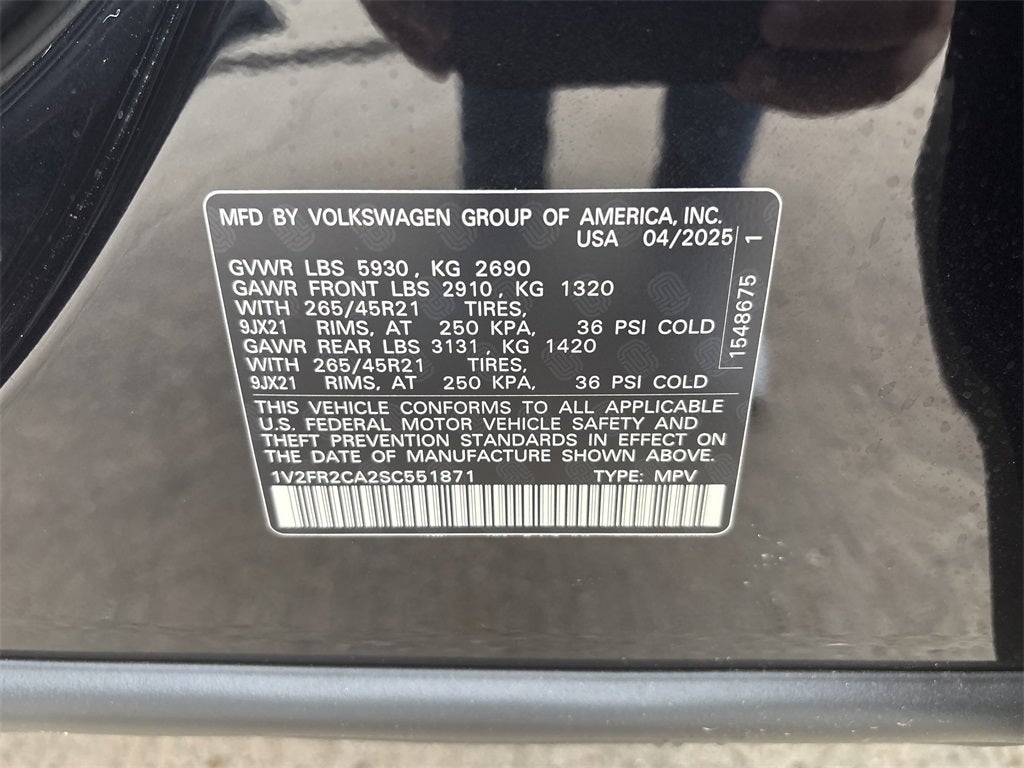 MFD BY VOLKSWAGEN GROUP OF AMERICA, INC.
USA 04/2025
GVWR LBS 5930, KG 2690
GAWR FRONT LBS 2910, KG 1320
WITH 265/45R21 TIRES,
9JX21 RIMS, AT 250 KPA, 36 PSI COLD
GAWR REAR LBS 3131, KG 1420
WITH 265/45R21 TIRES,
9JX21 RIMS, AT 250 KPA, 36 PSI COLD
THIS VEHICLE CONFORMS TO ALL APPLICABLE
U.S. FEDERAL MOTOR VEHICLE SAFETY AND
THEFT PREVENTION STANDARDS IN EFFECT ON
THE DATE OF MANUFACTURE SHOWN ABOVE.
1V2FR2CA2SC551871 TYPE: MPV
1548675 1